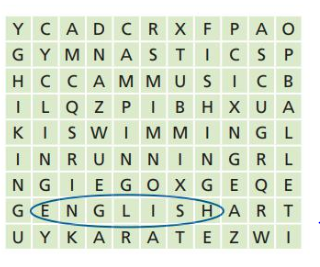 Y C A D C R X F P A O
G Y M N A S T I C S P
H C C A M M U S I C B
I L Q Z P I B H X U A
K I S W I M M I N G L
I N R U N N I N G R L
N G I E G O X G E Q E
G E N G L I S H A R T
U Y K A R A T E Z W I